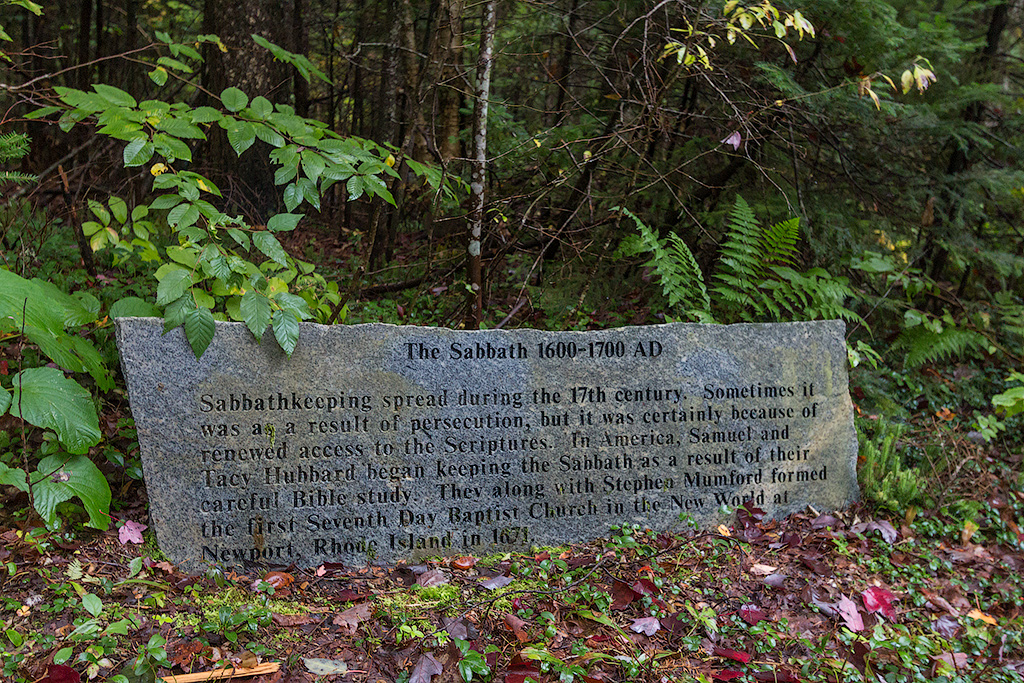 The Sabbath 1600-1700 AD
Sabbathkeeping spread during the 17th century. Sometimes it
was as a result of persecution, but it was certainly because of
renewed access to the Scriptures. In America, Samuel and
Tacy Hubbard began keeping the Sabbath as a result of their
careful Bible study. They along with Stephen Mumford formed
the first Seventh Day Baptist Church in the New World at
Newport, Rhode Island in 1671.